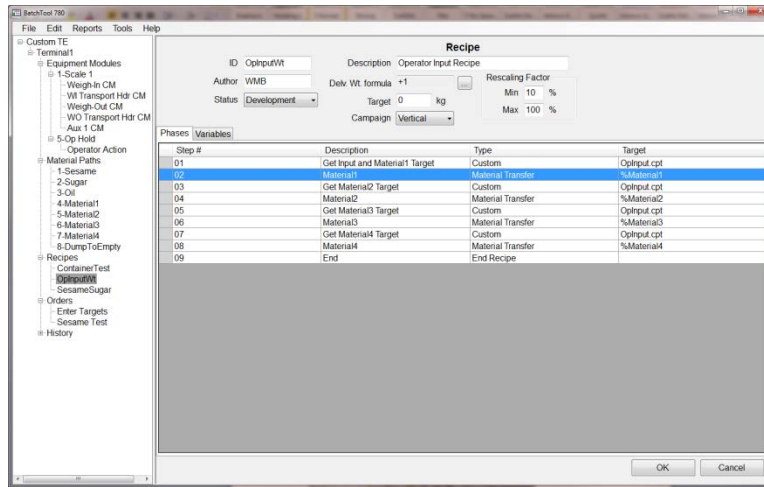 BatchTool 780
File Edit Reports Tools Help
Custom TE
Terminal1
Equipment Modules
1-Scale 1
Weigh-In CM
WI Transport Hdr CM
Weigh-Out CM
WO Transport Hdr CM
Aux 1 CM
5-Op Hold
Operator Action
Material Paths
1-Sesame
2-Sugar
3-Oil
4-Material1
5-Material2
6-Material3
7-Material4
8-DumpToEmpty
Recipes
ContainerTest
OpInputWt
SesameSugar
Orders
Enter Targets
Sesame Test
History
Recipe
ID OpInputWt Description Operator Input Recipe
Author WMB Delv. Wt. formula +1 ... Rescaling Factor
Min 10 %
Status Development Target 0 kg
Max 100 %
Campaign Vertical
Phases Variables
Step # Description Type Target
01 Get Input and Material1 Target Custom OpInput.cpt
02 Material1 Material Transfer %Material1
03 Get Material2 Target Custom OpInput.cpt
04 Material2 Material Transfer %Material2
05 Get Material3 Target Custom OpInput.cpt
06 Material3 Material Transfer %Material3
07 Get Material4 Target Custom OpInput.cpt
08 Material4 Material Transfer %Material4
09 End End Recipe
OK Cancel